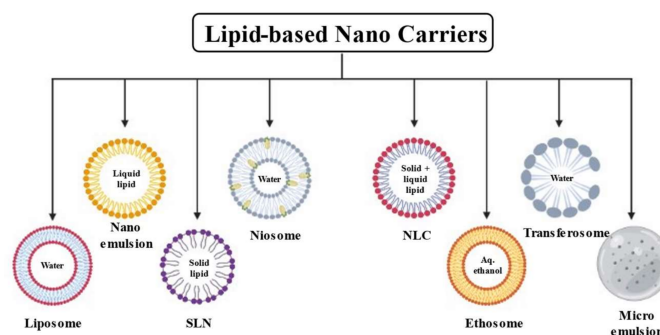 Lipid-based Nano Carriers
Liquid
lipid
Nano
emulsion
Water
Niosome
Solid +
liquid
lipid
NLC
Water
Transferosome
Water
Liposome
Solid
lipid
SLN
Aq.
ethanol
Ethosome
Micro
emulsion